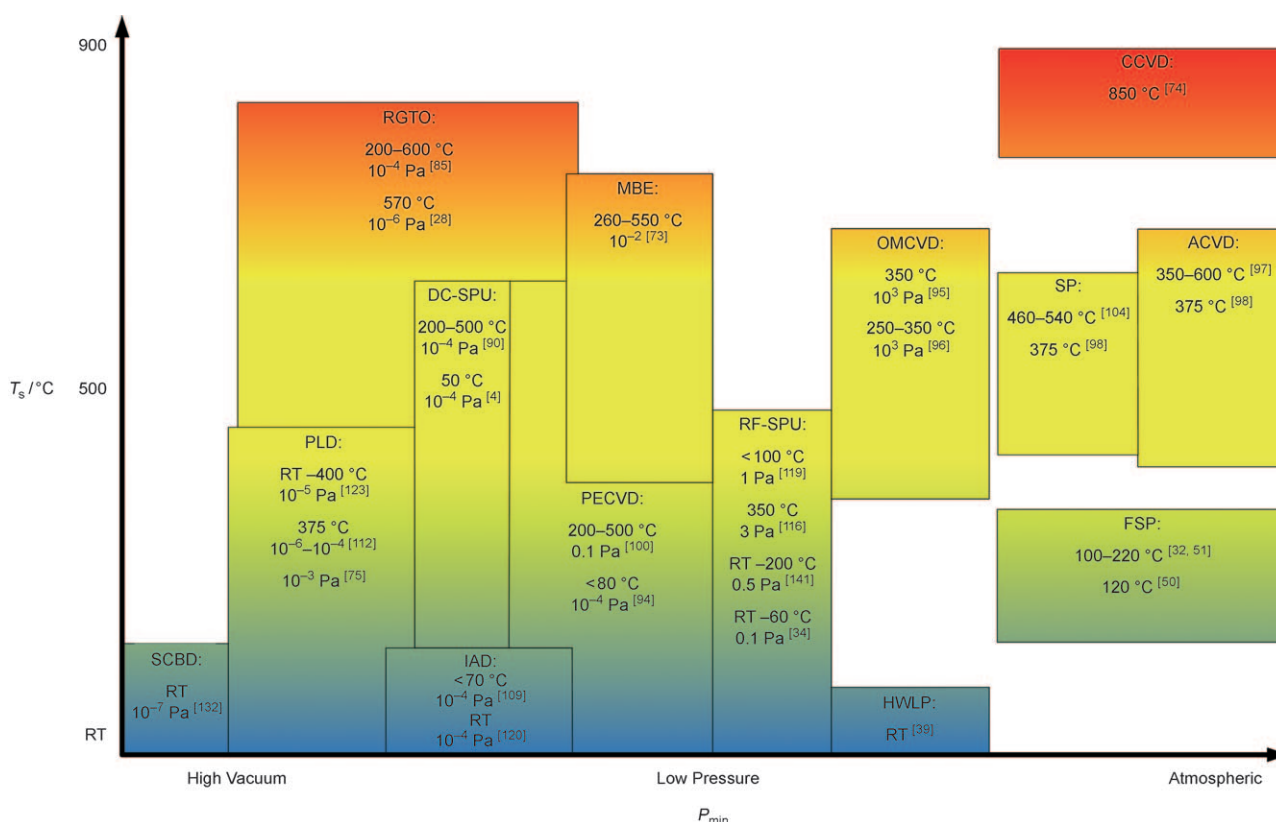 900
CCVD:
850 °C [74]
RGTO:
200–600 °C
10⁻⁴ Pa [85]
570 °C
10⁻⁶ Pa [28]
MBE:
260–550 °C
10⁻² [73]
OMCVD:
350 °C
10³ Pa [95]
250–350 °C
10³ Pa [96]
ACVD:
350–600 °C [97]
375 °C [98]
SP:
460–540 °C [104]
375 °C [98]
DC-SPU:
200–500 °C
10⁻⁴ Pa [90]
50 °C
10⁻⁴ Pa [4]
Tₛ/°C
500
PLD:
RT –400 °C
10⁻⁵ Pa [123]
375 °C
10⁻⁶–10⁻⁴ [112]
10⁻³ Pa [75]
RF-SPU:
<100 °C
1 Pa [119]
350 °C
3 Pa [116]
RT –200 °C
0.5 Pa [141]
RT –60 °C
0.1 Pa [34]
PECVD:
200–500 °C
0.1 Pa [100]
<80 °C
10⁻⁴ Pa [94]
FSP:
100–220 °C [32, 51]
120 °C [50]
SCBD:
RT
10⁻⁷ Pa [132]
IAD:
<70 °C
10⁻⁴ Pa [109]
RT
10⁻⁴ Pa [120]
HWLP:
RT [39]
RT
High Vacuum
Low Pressure
Atmospheric
P min